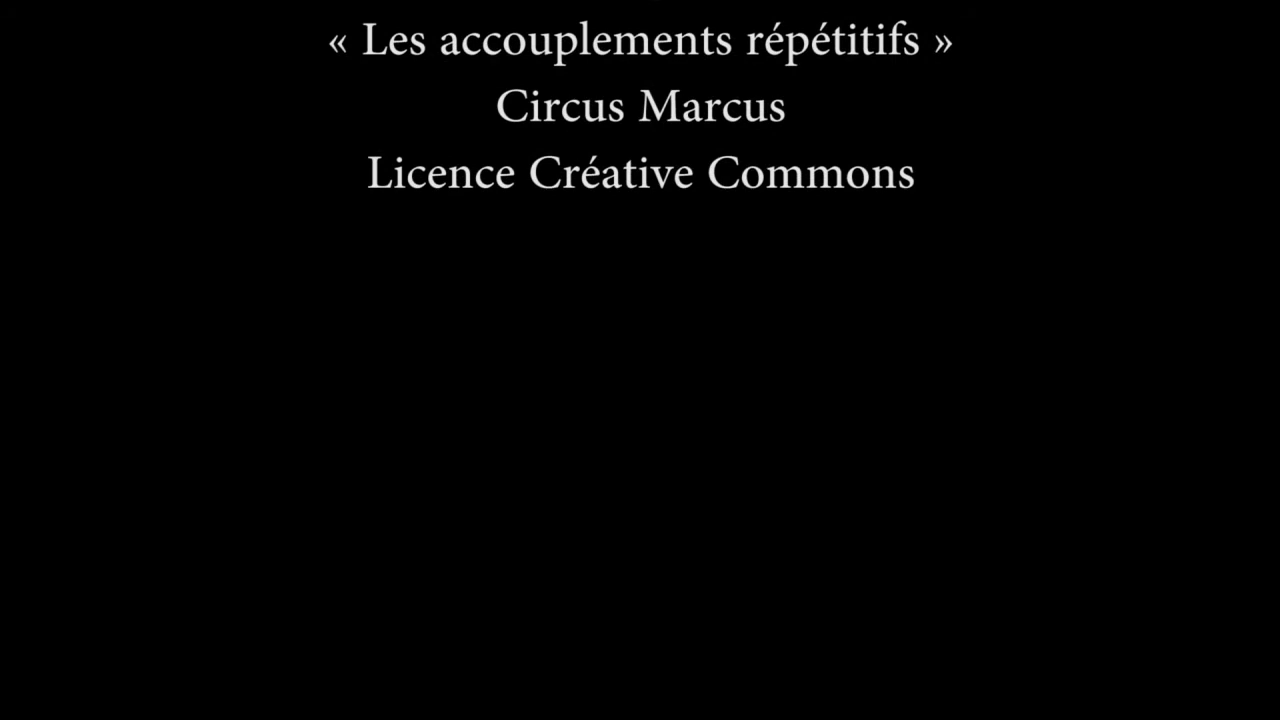 « Les accouplements répétitifs »
Circus Marcus
Licence Créative Commons